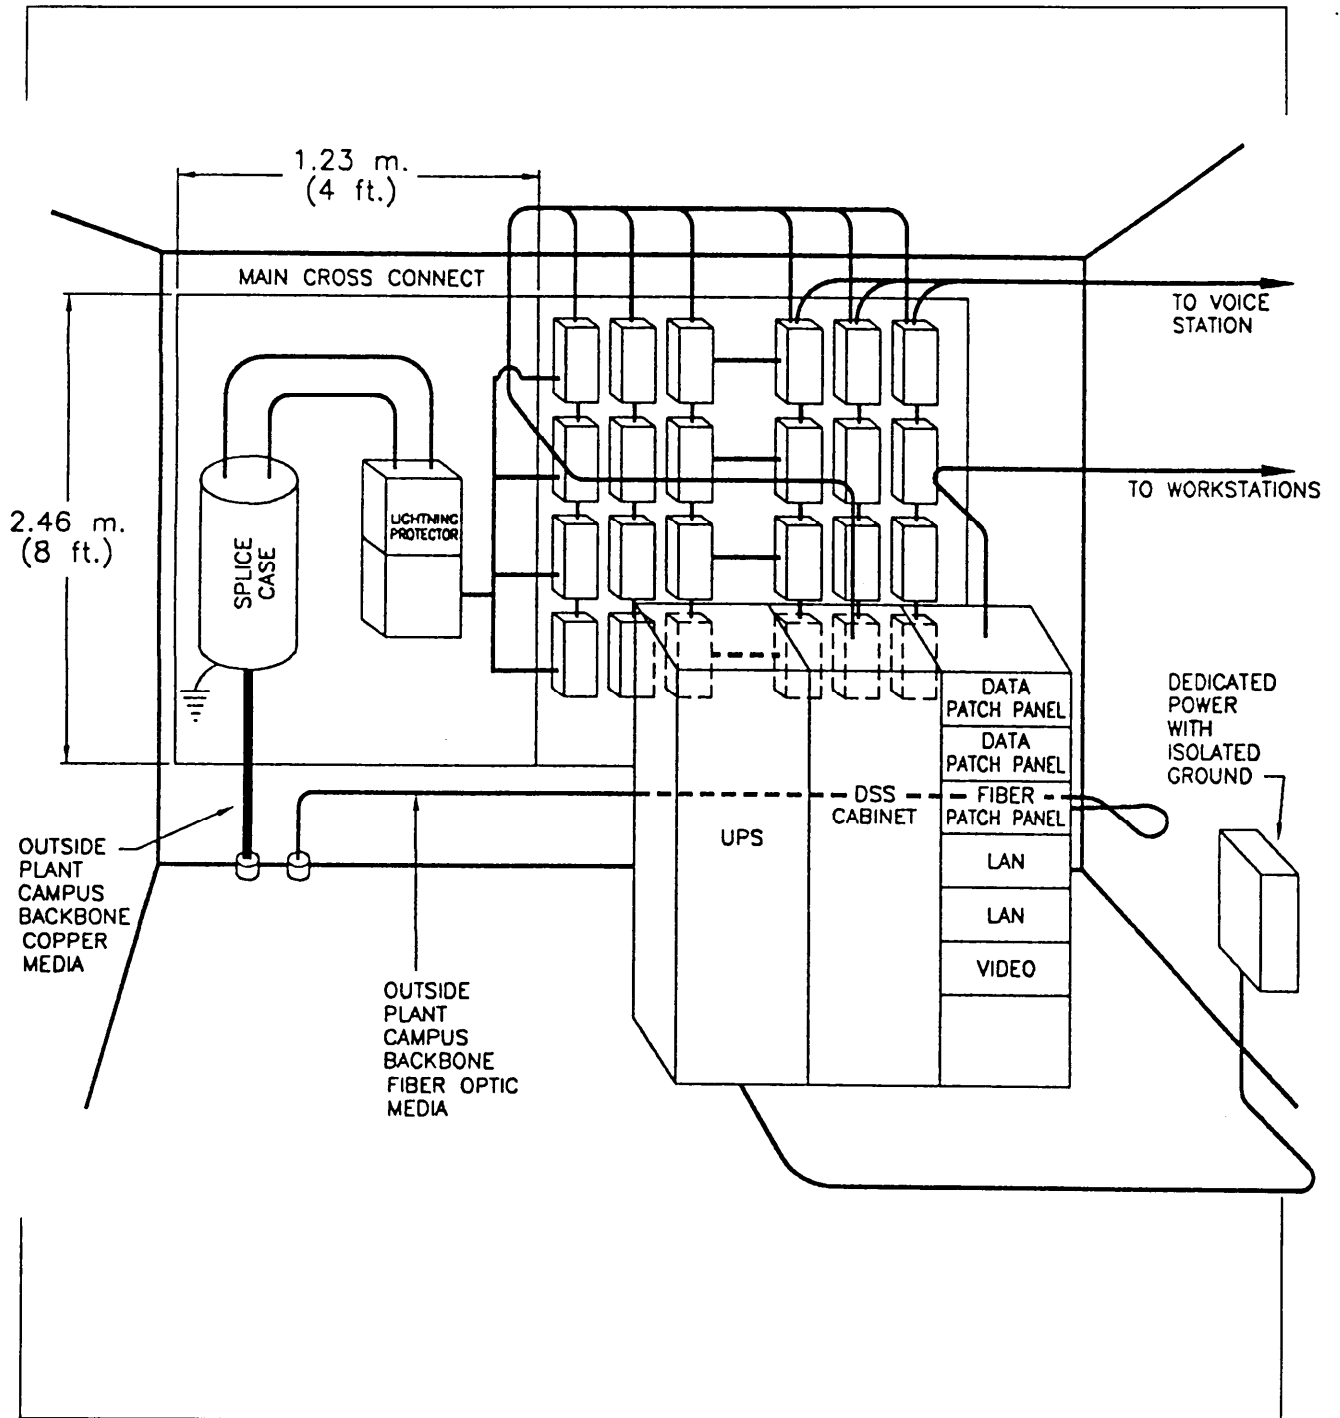 1.23 m.
(4 ft.)
MAIN CROSS CONNECT
TO VOICE
STATION
TO WORKSTATIONS
2.46 m.
(8 ft.)
SPLICE
CASE
LIGHTNING
PROTECTOR
DATA
PATCH PANEL
DATA
PATCH PANEL
FIBER
PATCH PANEL
LAN
LAN
VIDEO
DSS
CABINET
UPS
DEDICATED
POWER
WITH
ISOLATED
GROUND
OUTSIDE
PLANT
CAMPUS
BACKBONE
COPPER
MEDIA
OUTSIDE
PLANT
CAMPUS
BACKBONE
FIBER OPTIC
MEDIA